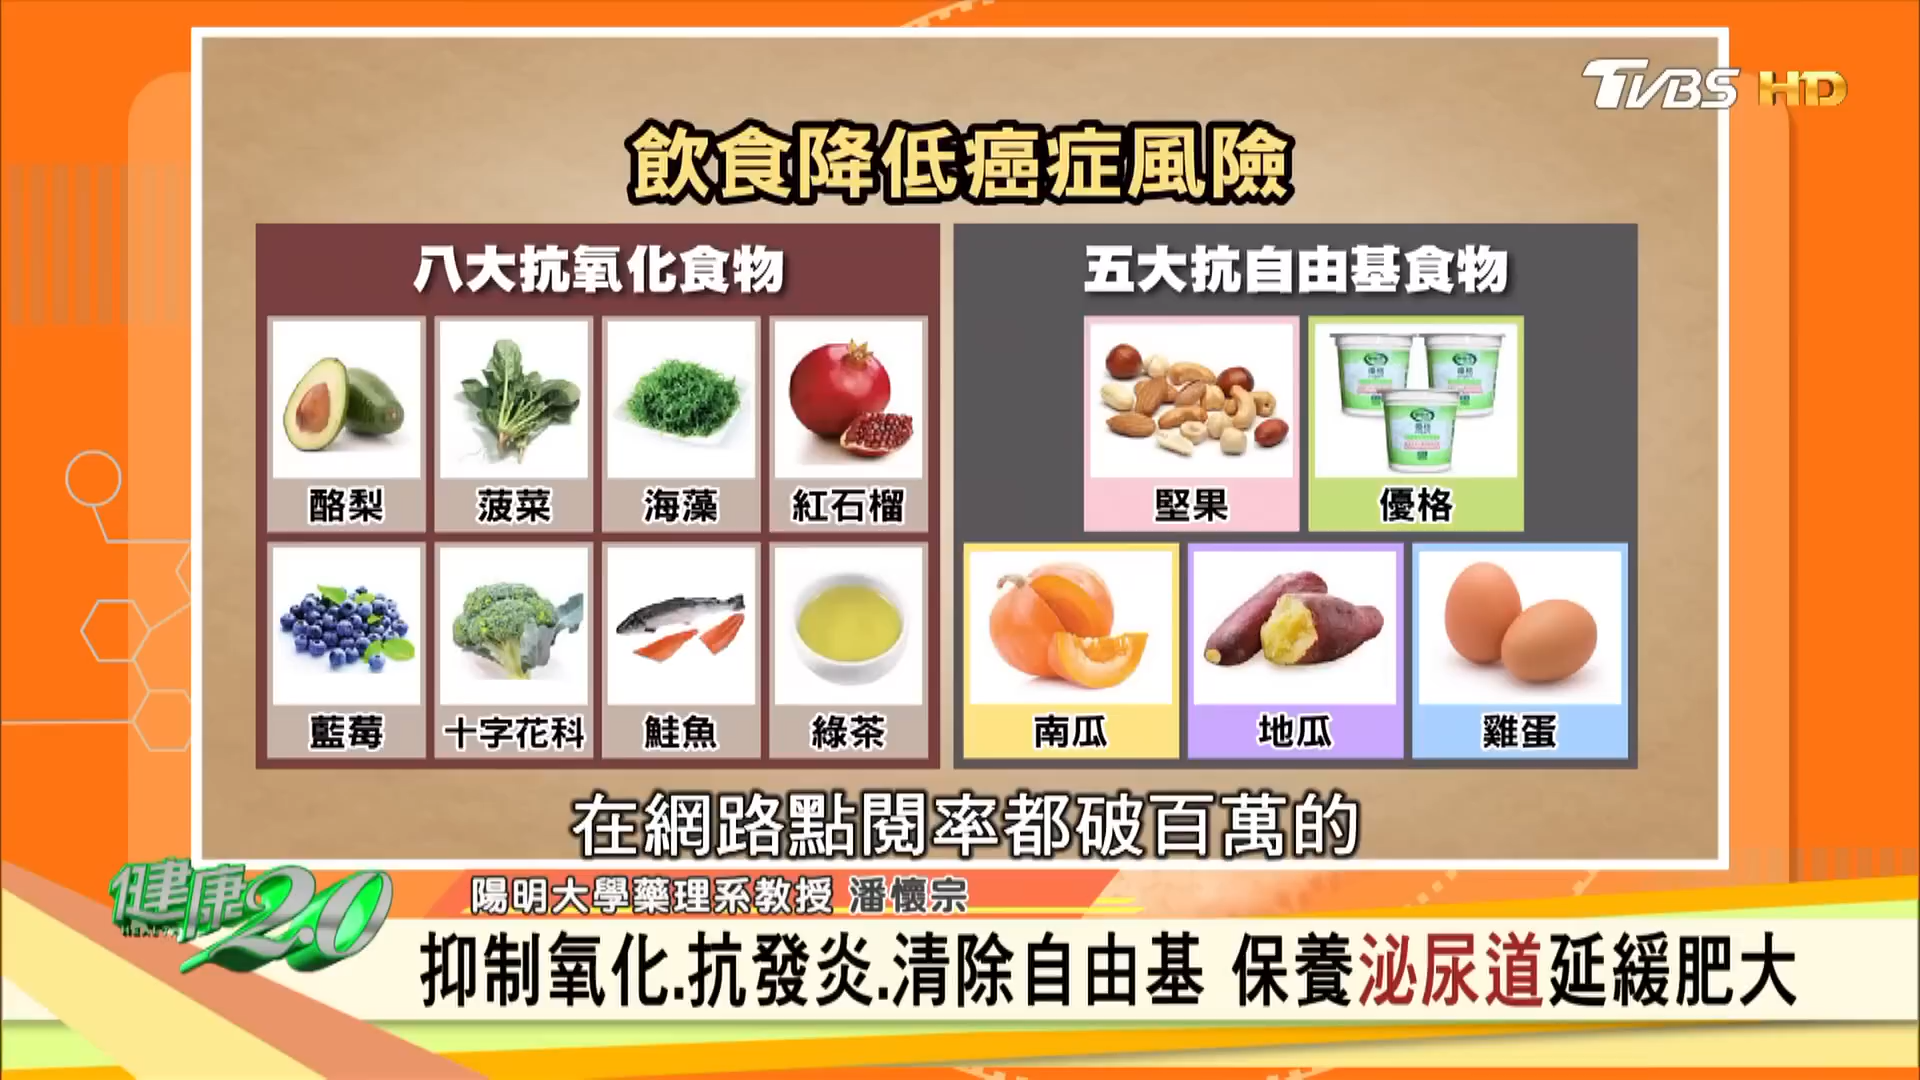 TVBS HD
飲食降低癌症風險
八大抗氧化食物
酪梨 菠菜 海藻 紅石榴
藍莓 十字花科 鮭魚 綠茶
五大抗自由基食物
堅果 優格
南瓜 地瓜 雞蛋
在網路點閱率都破百萬的
健康2.0
陽明大學藥理系教授 潘懷宗
抑制氧化.抗發炎.清除自由基 保養泌尿道延緩肥大